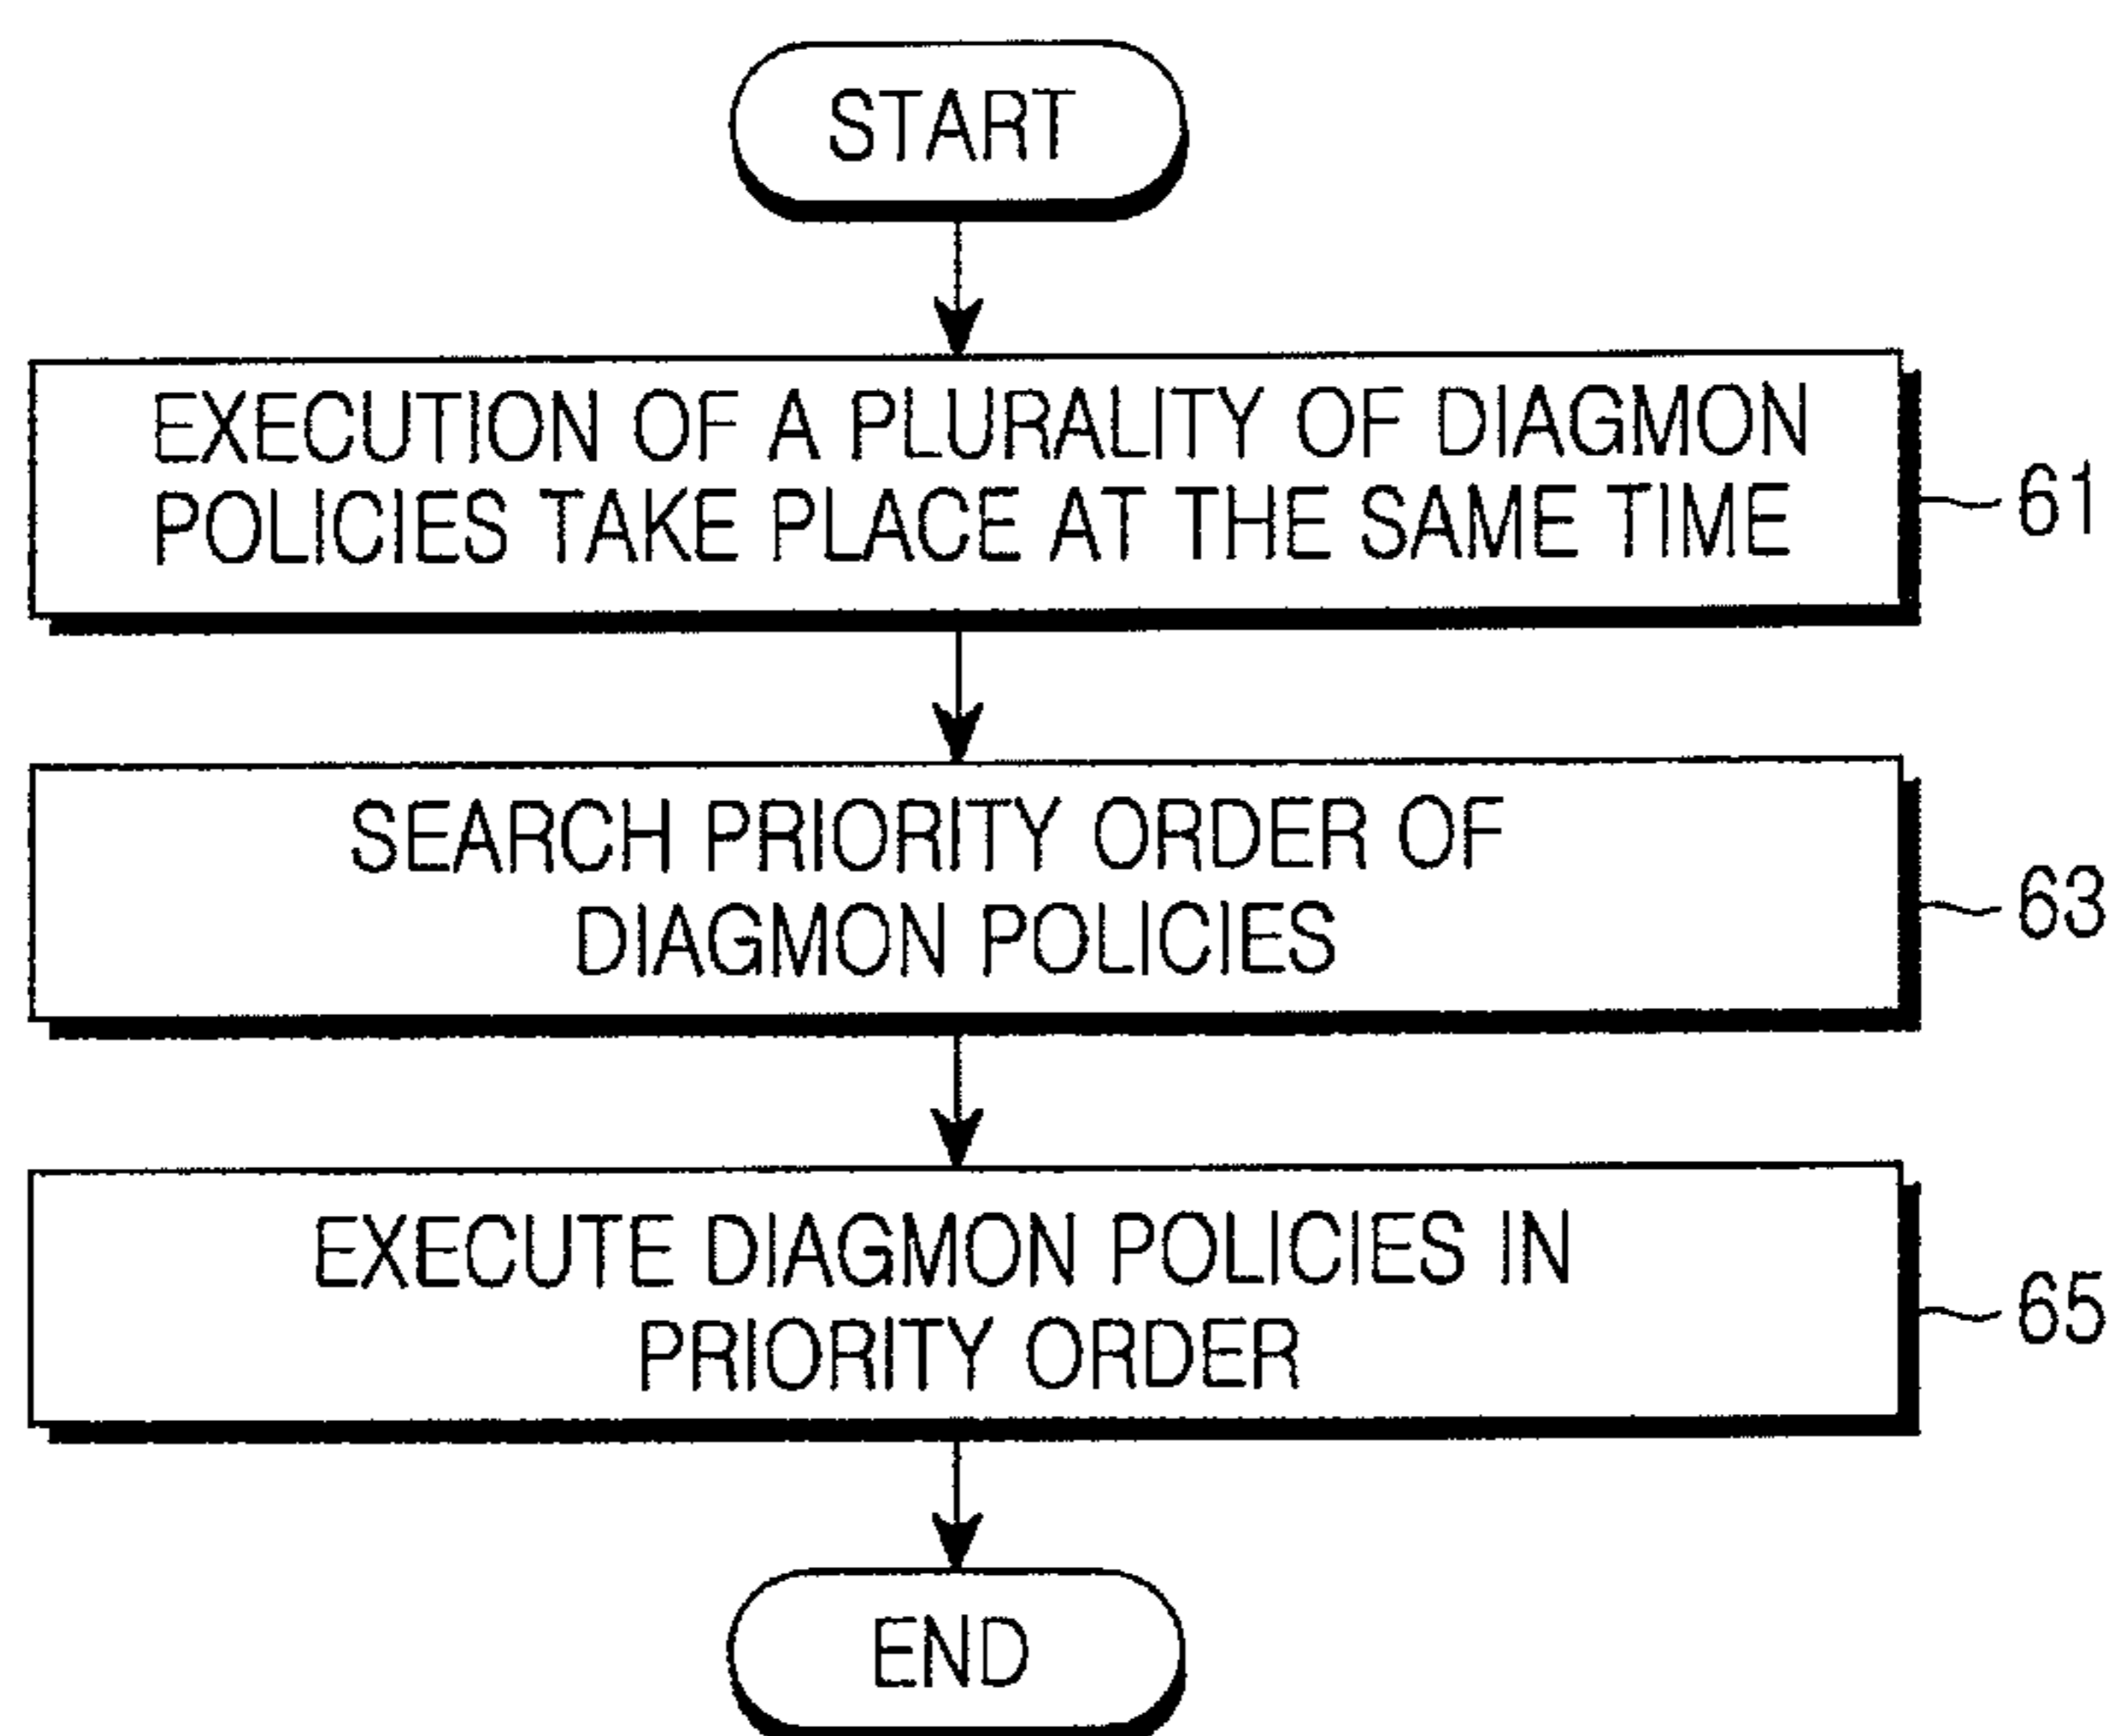 START
EXECUTION OF A PLURALITY OF DIAGMON
POLICIES TAKE PLACE AT THE SAME TIME
61
SEARCH PRIORITY ORDER OF
DIAGMON POLICIES
63
EXECUTE DIAGMON POLICIES IN
PRIORITY ORDER
65
END